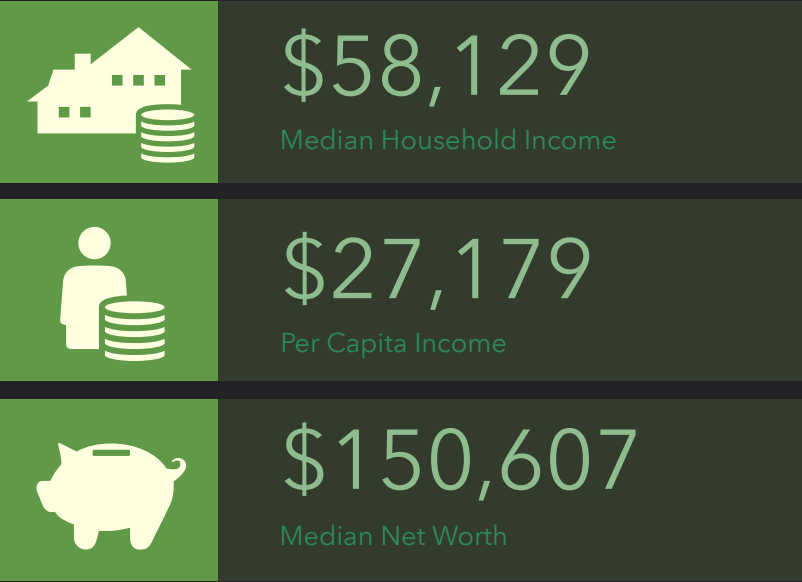 $58,129
Median Household Income
$27,179
Per Capita Income
$150,607
Median Net Worth